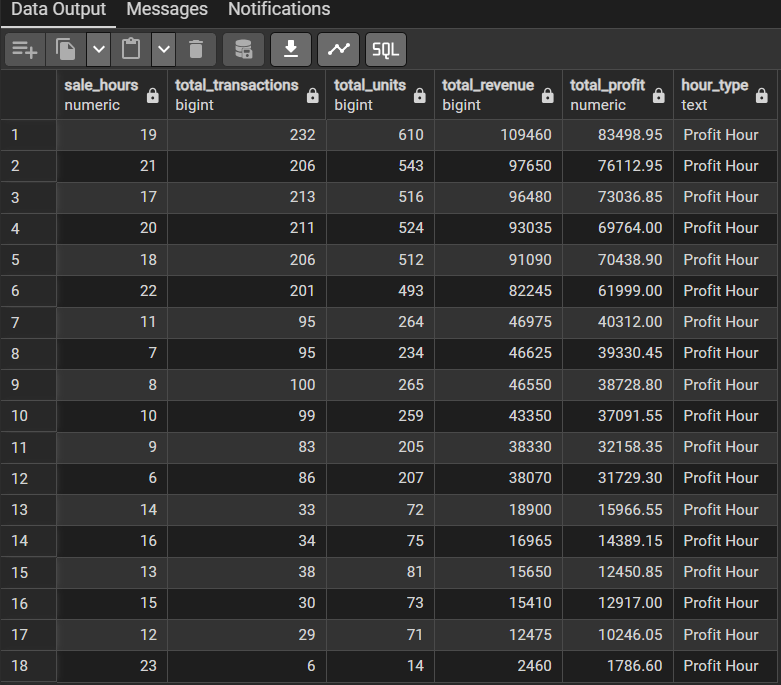 Data Output Messages Notifications
SQL
sale_hours total_transactions total_units total_revenue total_profit hour_type
numeric bigint bigint bigint numeric text
1 19 232 610 109460 83498.95 Profit Hour
2 21 206 543 97650 76112.95 Profit Hour
3 17 213 516 96480 73036.85 Profit Hour
4 20 211 524 93035 69764.00 Profit Hour
5 18 206 512 91090 70438.90 Profit Hour
6 22 201 493 82245 61999.00 Profit Hour
7 11 95 264 46975 40312.00 Profit Hour
8 7 95 234 46625 39330.45 Profit Hour
9 8 100 265 46550 38728.80 Profit Hour
10 10 99 259 43350 37091.55 Profit Hour
11 9 83 205 38330 32158.35 Profit Hour
12 6 86 207 38070 31729.30 Profit Hour
13 14 33 72 18900 15966.55 Profit Hour
14 16 34 75 16965 14389.15 Profit Hour
15 13 38 81 15650 12450.85 Profit Hour
16 15 30 73 15410 12917.00 Profit Hour
17 12 29 71 12475 10246.05 Profit Hour
18 23 6 14 2460 1786.60 Profit Hour